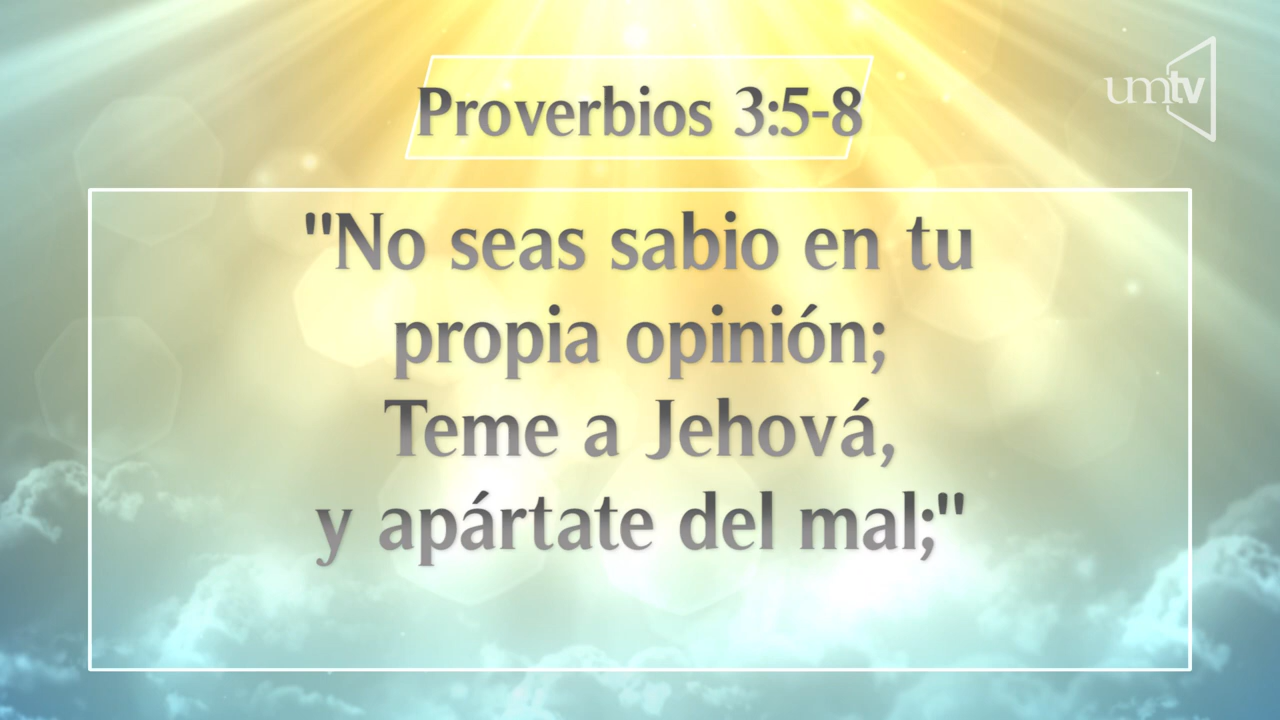 Proverbios 3:5-8
umtv
"No seas sabio en tu
propia opinión;
Teme a Jehová,
y apártate del mal;"